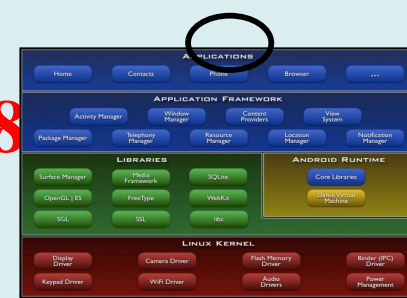 8
APPLICATIONS
Home Contacts Phone Browser ...
APPLICATION FRAMEWORK
Activity Manager Window Manager Content Providers View System
Package Manager Telephony Manager Resource Manager Location Manager Notification Manager
LIBRARIES
Surface Manager Media Framework SQLite
OpenGL | ES FreeType WebKit
SGL SSL libc
ANDROID RUNTIME
Core Libraries
Dalvik Virtual Machine
LINUX KERNEL
Display Driver Camera Driver Flash Memory Driver Binder (IPC) Driver
Keypad Driver WiFi Driver Audio Drivers Power Management